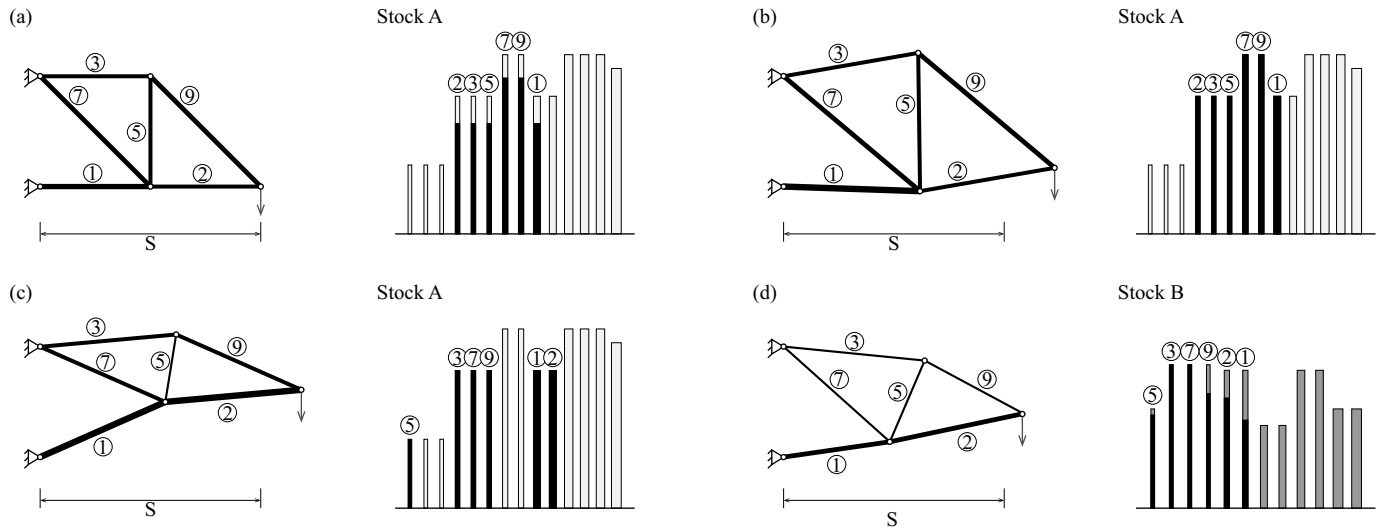 (a)
Stock A
③
⑨
⑦
⑤
①
②
S
⑦⑨
②③⑤
①
(b)
Stock A
③
⑨
⑦
⑤
①
②
S
⑦⑨
②③⑤
①
(c)
Stock A
③
⑨
⑦
⑤
②
①
S
③⑦⑨
①②
⑤
(d)
Stock B
③
⑨
⑦
⑤
②
①
S
③⑦⑨②①
⑤